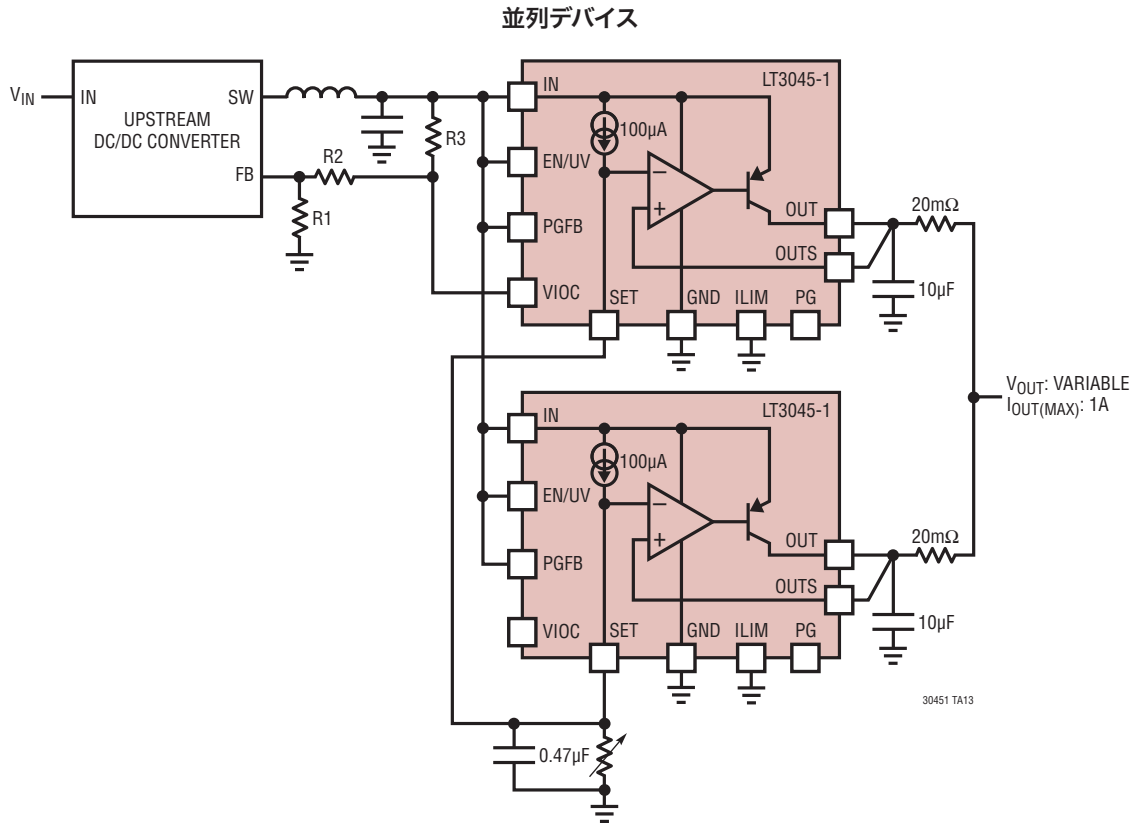 並列デバイス
VIN
IN
SW
UPSTREAM
DC/DC CONVERTER
FB
R2
R1
R3
IN
LT3045-1
100µA
EN/UV
PGFB
VIOC
−
+
OUT
OUTS
SET
GND
ILIM
PG
20mΩ
10µF
VOUT: VARIABLE
IOUT(MAX): 1A
IN
LT3045-1
100µA
EN/UV
PGFB
VIOC
−
+
OUT
OUTS
SET
GND
ILIM
PG
20mΩ
10µF
30451 TA13
0.47µF